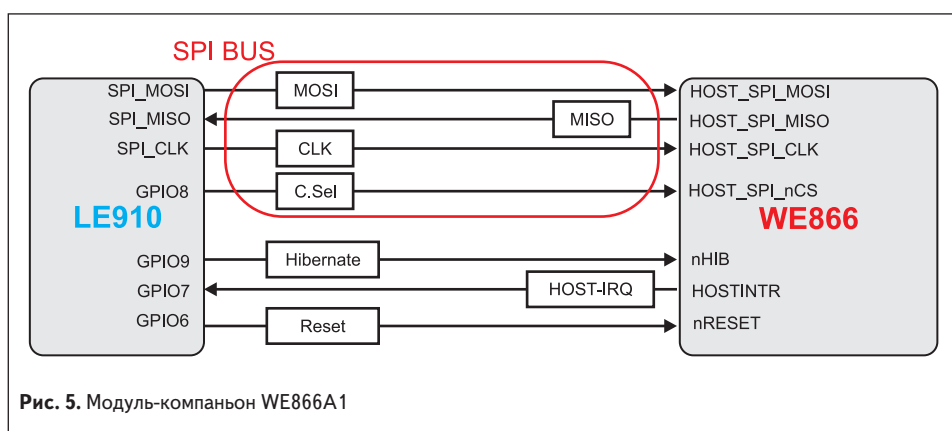 SPI BUS
SPI_MOSI MOSI HOST_SPI_MOSI
SPI_MISO MISO HOST_SPI_MISO
SPI_CLK CLK HOST_SPI_CLK
GPIO8 C.Sel HOST_SPI_nCS
LE910 WE866
GPIO9 Hibernate nHIB
GPIO7 HOST-IRQ HOSTINTR
GPIO6 Reset nRESET
Рис. 5. Модуль-компаньон WE866A1